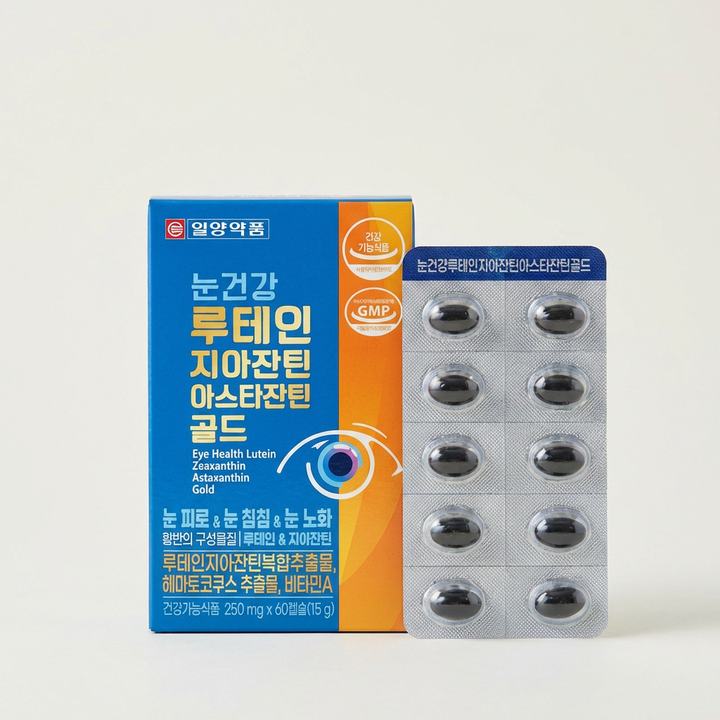 일양약품
건강
기능식품
GMP
눈건강
루테인
지아잔틴
아스타잔틴
골드
Eye Health Lutein
Zeaxanthin
Astaxanthin
Gold
눈 피로 & 눈 침침 & 눈 노화
황반의 구성물질 | 루테인 & 지아잔틴
루테인지아잔틴복합추출물,
헤마토코쿠스 추출물, 비타민A
건강기능식품 250 mg x 60캡슐(15 g)
눈건강루테인지아잔틴아스타잔틴골드